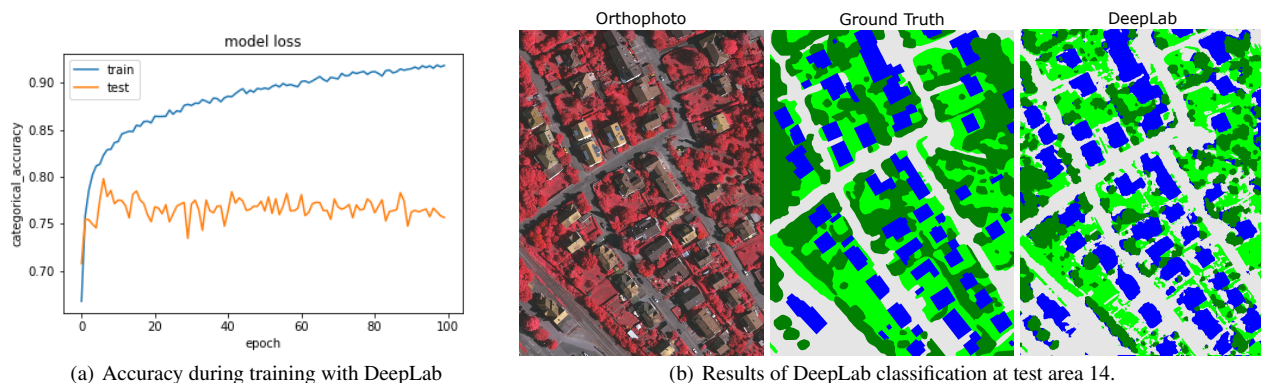 model loss
train
test
0.90
0.85
0.80
0.75
0.70
categorical_accuracy
0
20
40
60
80
100
epoch
(a) Accuracy during training with DeepLab
Orthophoto
Ground Truth
DeepLab
(b) Results of DeepLab classification at test area 14.